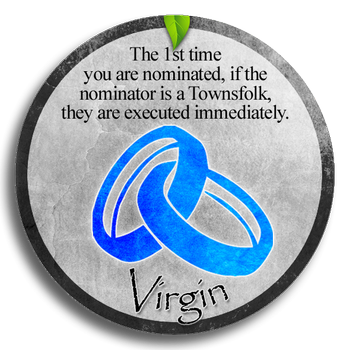 The 1st time
you are nominated, if the
nominator is a Townsfolk,
they are executed immediately.
Virgin